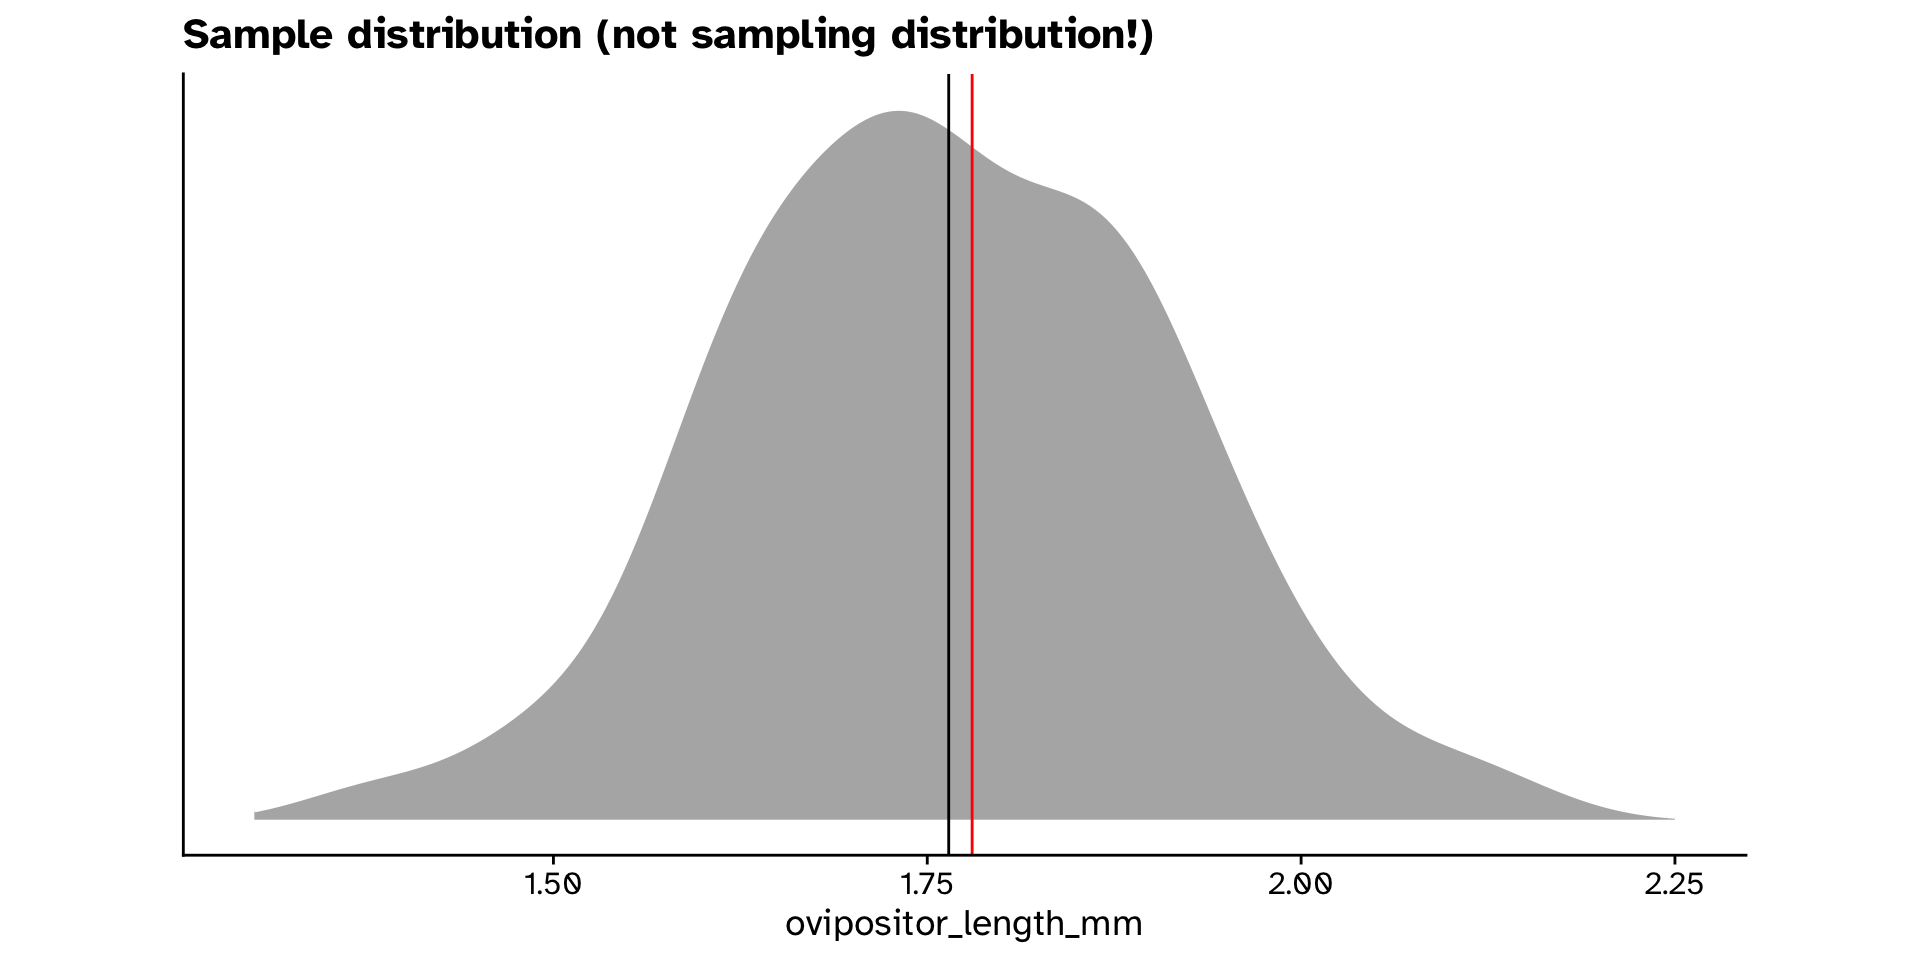 Sample distribution (not sampling distribution!)
1.50 1.75 2.00 2.25
ovipositor_length_mm